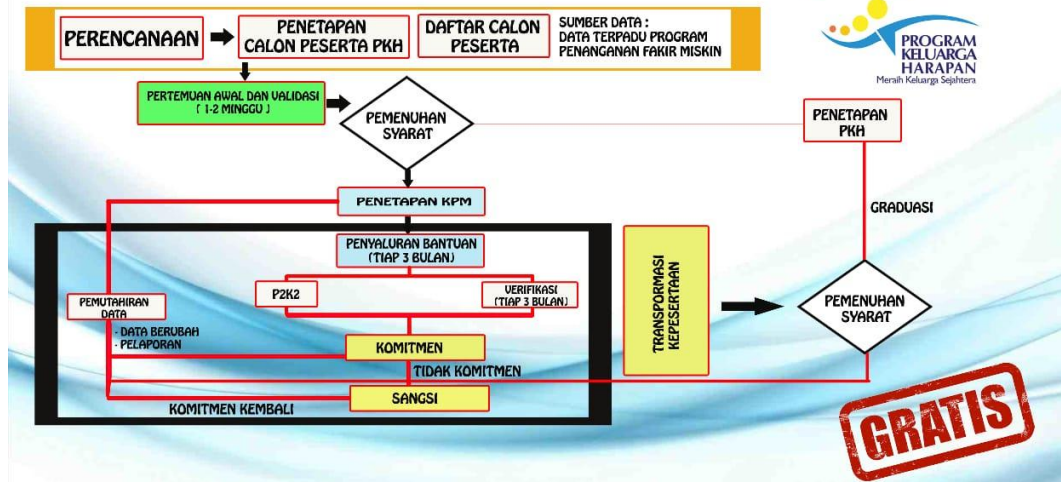 PERENCANAAN
PENETAPAN
CALON PESERTA PKH
DAFTAR CALON
PESERTA
SUMBER DATA :
DATA TERPADU PROGRAM
PENANGANAN FAKIR MISKIN
PROGRAM
KELUARGA
HARAPAN
Meraih Keluarga Sejahtera
PERTEMUAN AWAL DAN VALIDASI
( 1-2 MINGGU )
PEMENUHAN
SYARAT
PENETAPAN
PKH
PENETAPAN KPM
GRADUASI
PENYALURAN BANTUAN
(TIAP 3 BULAN)
P2K2
VERIFIKASI
(TIAP 3 BULAN)
PEMUTAHIRAN
DATA
- DATA BERUBAH
- PELAPORAN
TRANSPORMASI
KEPESERTAAN
PEMENUHAN
SYARAT
KOMITMEN
TIDAK KOMITMEN
SANGSI
KOMITMEN KEMBALI
GRATIS